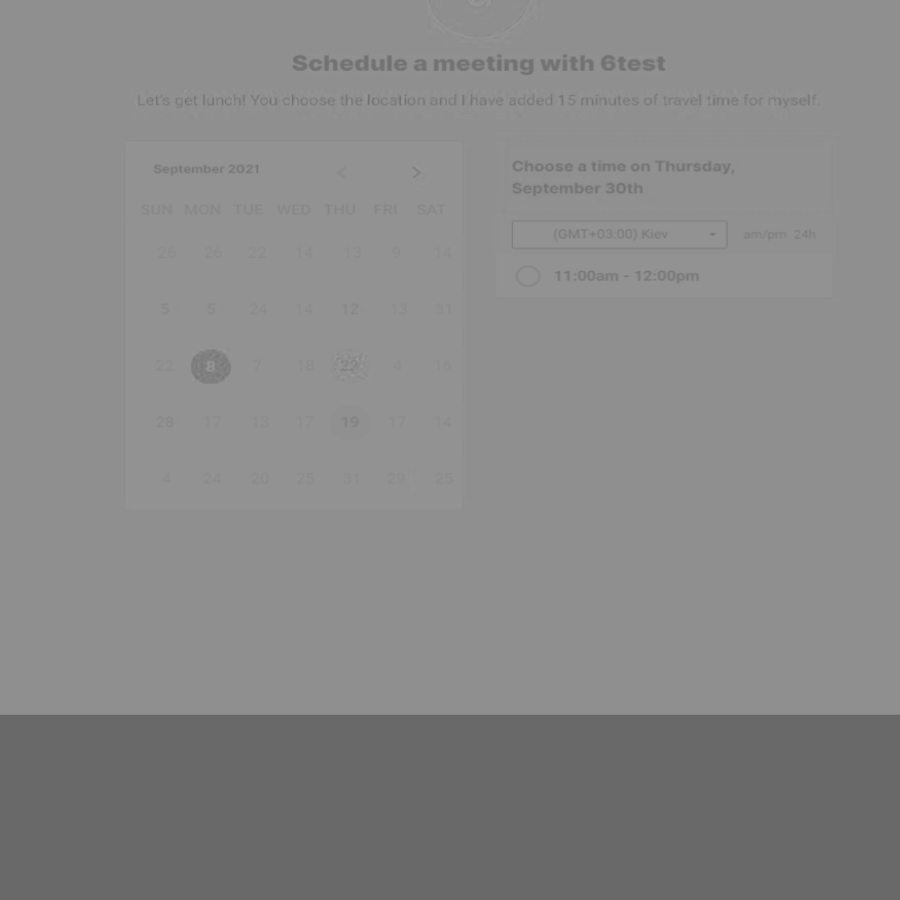 Schedule a meeting with 6test
Let's get lunch! You choose the location and I have added 15 minutes of travel time for myself.
September 2021 < >
SUN MON TUE WED THU FRI SAT
26 26 22 14 13 9 14
5 5 24 14 12 13 31
22 8 7 18 22 4 16
28 17 13 17 19 17 14
4 24 20 25 31 29 25
Choose a time on Thursday,
September 30th
(GMT+03:00) Kiev am/pm 24h
11:00am - 12:00pm